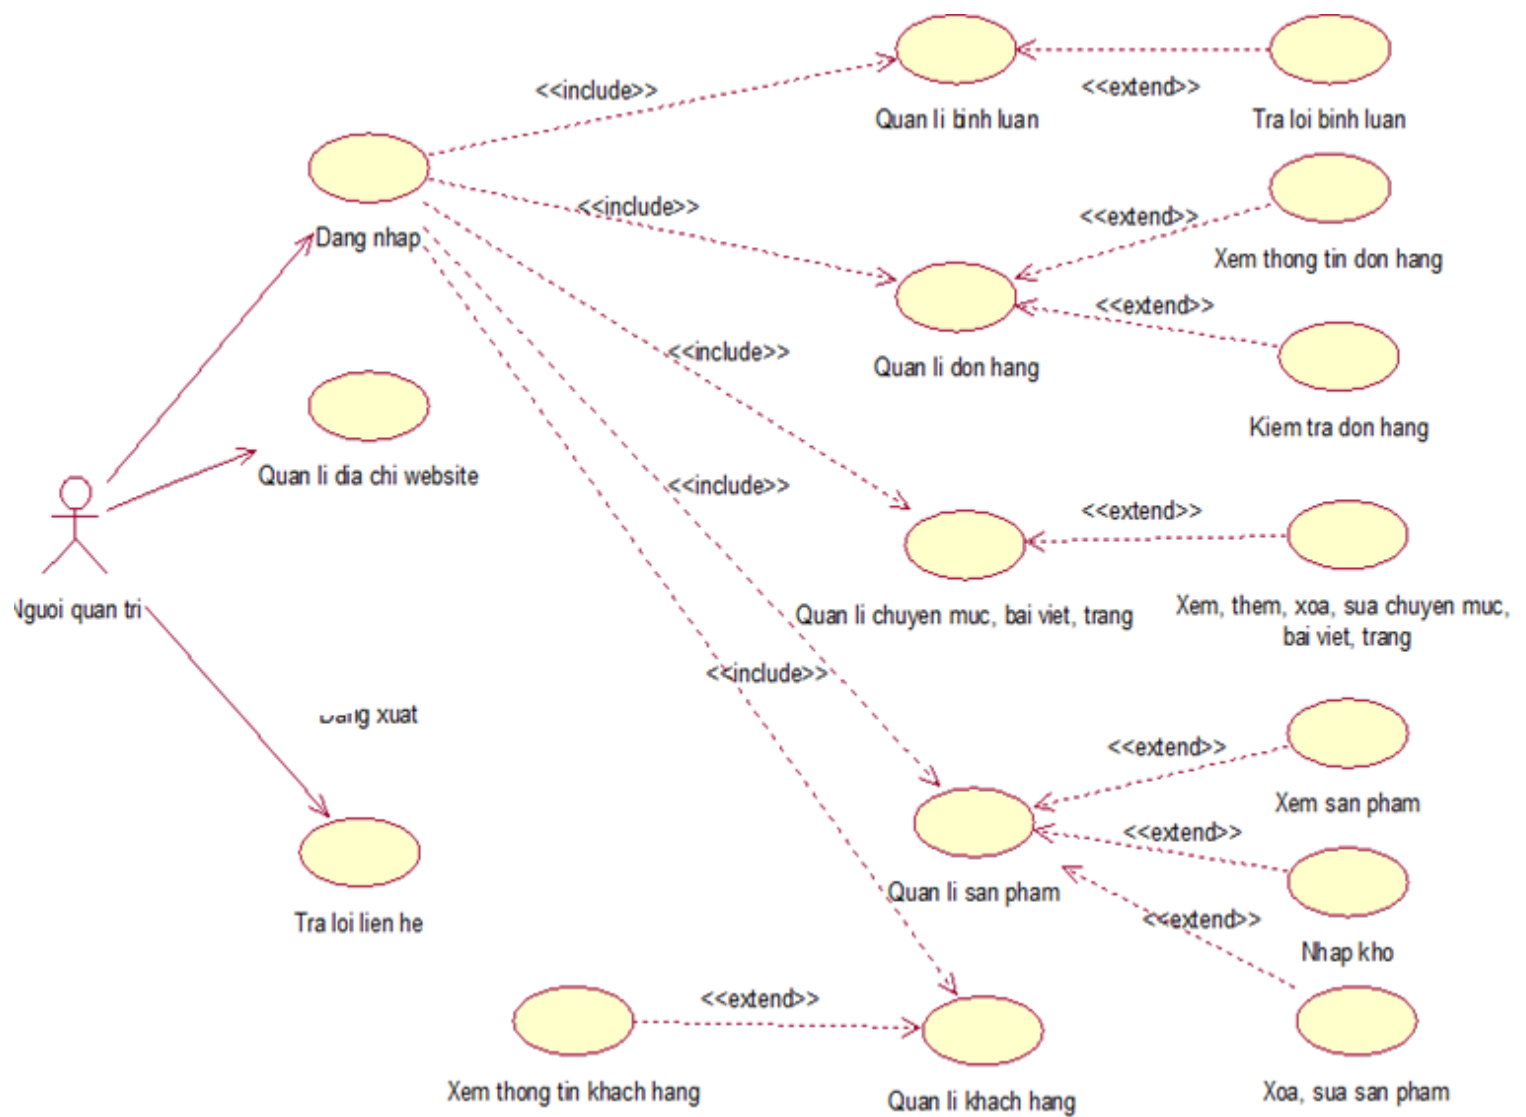 <<include>>
Quan li binh luan
<<extend>>
Tra loi binh luan
Dang nhap
<<include>>
<<extend>>
Xem thong tin don hang
<<extend>>
Quan li don hang
<<include>>
Kiem tra don hang
Quan li dia chi website
<<include>>
<<extend>>
Nguoi quan tri
Quan li chuyen muc, bai viet, trang
Xem, them, xoa, sua chuyen muc,
bai viet, trang
<<include>>
Dang xuat
<<extend>>
Xem san pham
<<extend>>
Quan li san pham
<<extend>>
Tra loi lien he
Nhap kho
<<extend>>
Xem thong tin khach hang
Quan li khach hang
Xoa, sua san pham